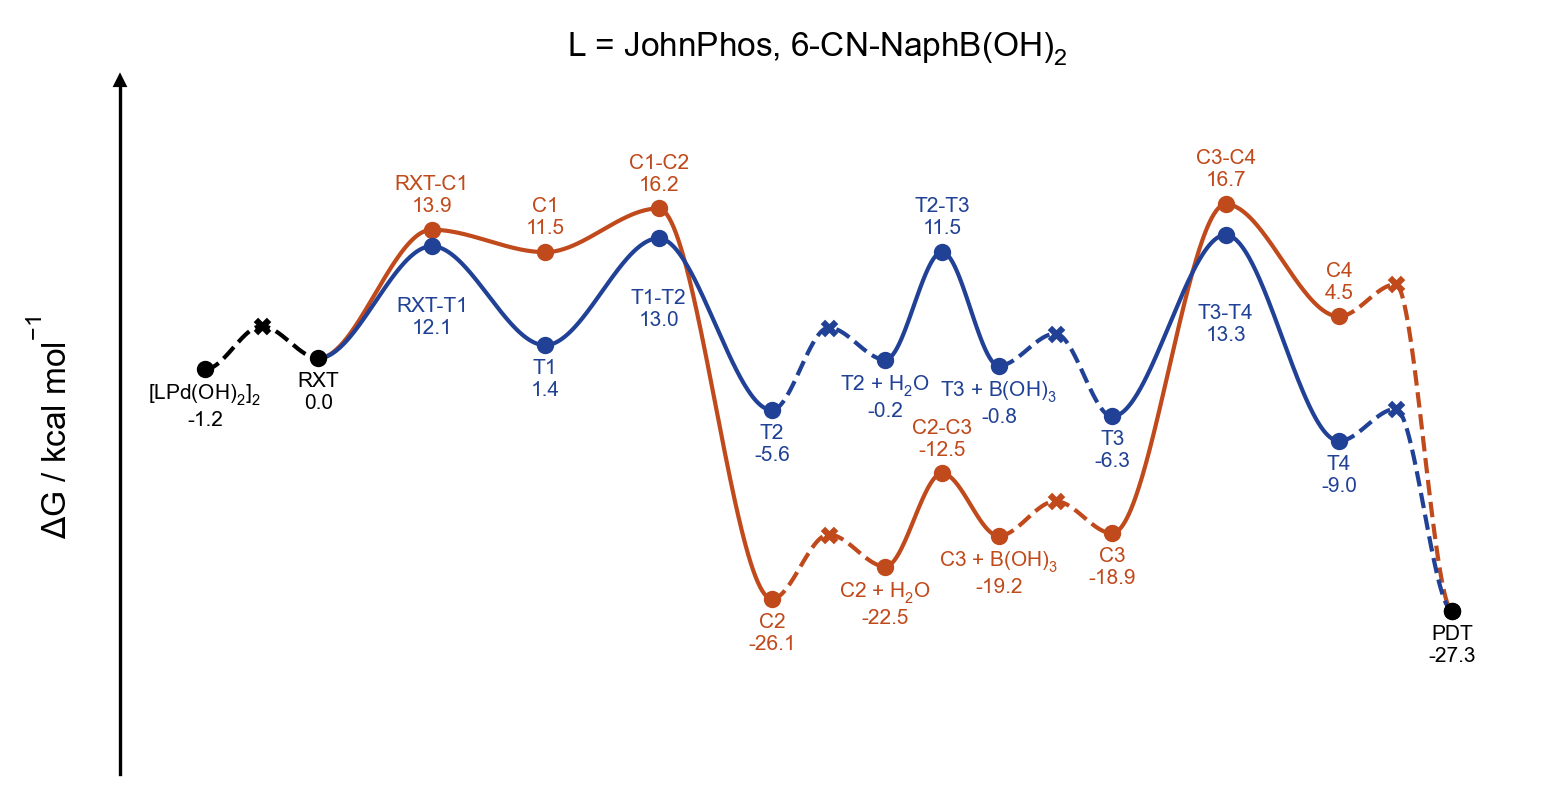 L = JohnPhos, 6-CN-NaphB(OH)₂
ΔG / kcal mol⁻¹
[LPd(OH)₂]₂
-1.2
RXT
0.0
RXT-C1
13.9
RXT-T1
12.1
C1
11.5
T1
1.4
C1-C2
16.2
T1-T2
13.0
T2
-5.6
C2
-26.1
T2 + H₂O
-0.2
C2 + H₂O
-22.5
T2-T3
11.5
C2-C3
-12.5
T3 + B(OH)₃
-0.8
C3 + B(OH)₃
-19.2
T3
-6.3
C3
-18.9
C3-C4
16.7
T3-T4
13.3
C4
4.5
T4
-9.0
PDT
-27.3